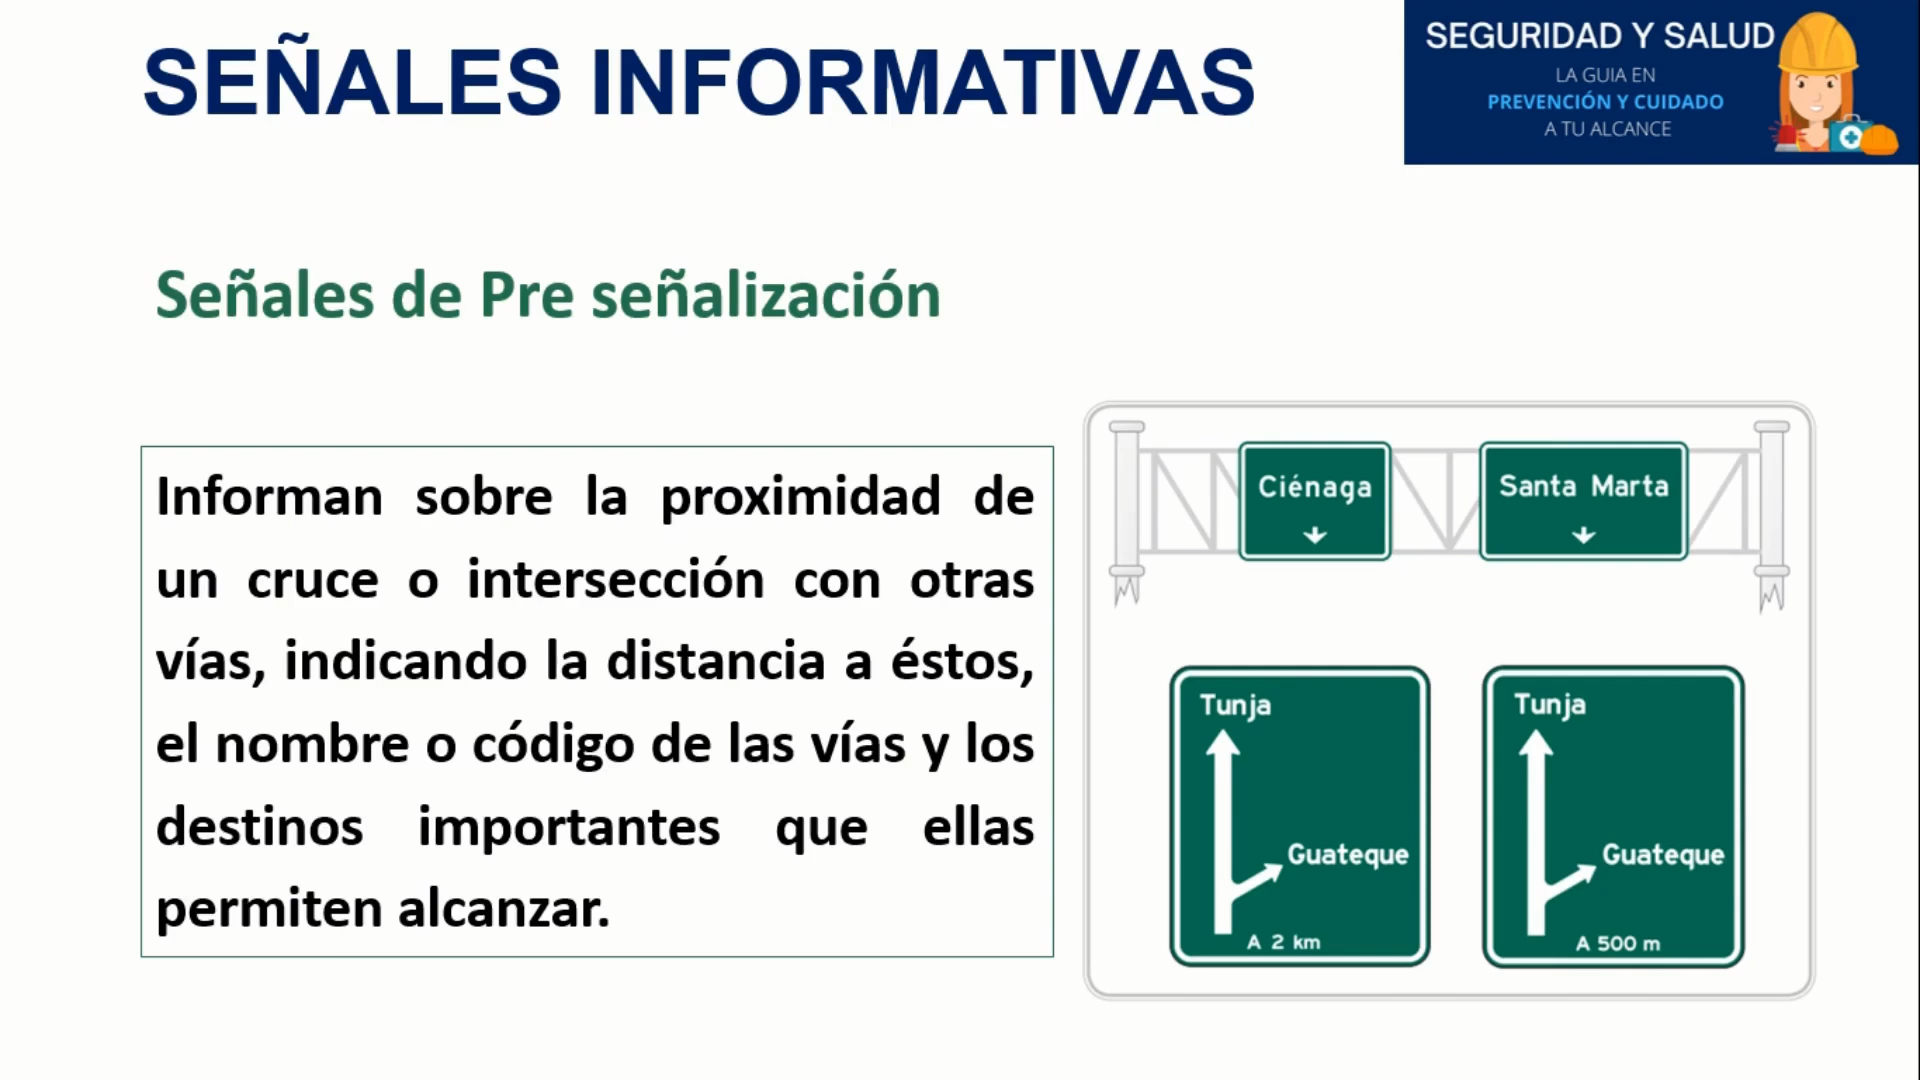 SEÑALES INFORMATIVAS
SEGURIDAD Y SALUD
LA GUIA EN
PREVENCIÓN Y CUIDADO
A TU ALCANCE
Señales de Pre señalización
Informan sobre la proximidad de
un cruce o intersección con otras
vías, indicando la distancia a éstos,
el nombre o código de las vías y los
destinos importantes que ellas
permiten alcanzar.
Ciénaga
Santa Marta
Tunja
Guateque
A 2 km
Tunja
Guateque
A 500 m